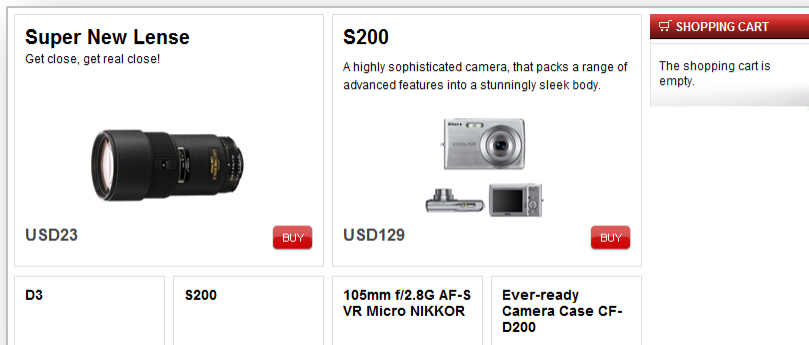 Super New Lense
Get close, get real close!
USD23
BUY
S200
A highly sophisticated camera, that packs a range of
advanced features into a stunningly sleek body.
Nikon
COOLPIX
USD129
BUY
SHOPPING CART
The shopping cart is
empty.
D3
S200
105mm f/2.8G AF-S
VR Micro NIKKOR
Ever-ready
Camera Case CF-
D200